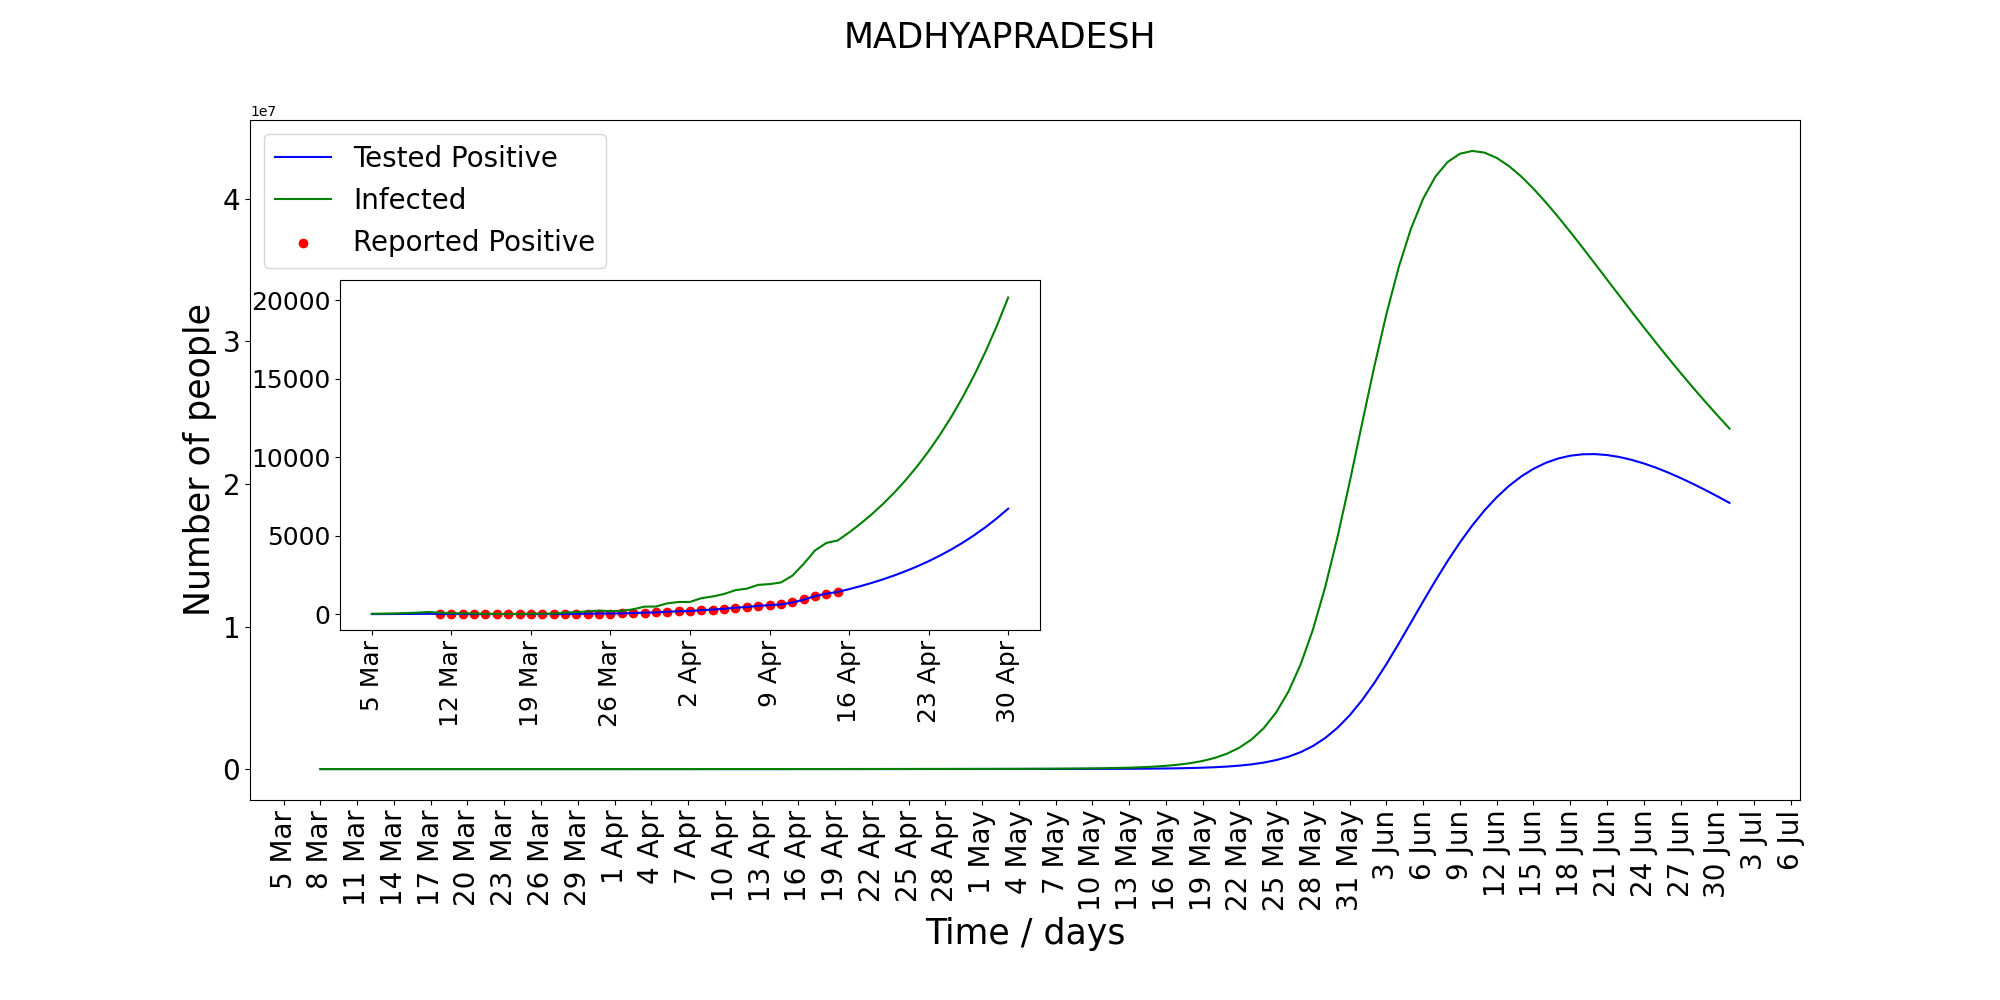 MADHYAPRADESH
1e7
Tested Positive
Infected
Reported Positive
Number of people
4
3
2
1
0
20000
15000
10000
5000
0
5 Mar
12 Mar
19 Mar
26 Mar
2 Apr
9 Apr
16 Apr
23 Apr
30 Apr
5 Mar
8 Mar
11 Mar
14 Mar
17 Mar
20 Mar
23 Mar
26 Mar
29 Mar
1 Apr
4 Apr
7 Apr
10 Apr
13 Apr
16 Apr
19 Apr
22 Apr
25 Apr
28 Apr
1 May
4 May
7 May
10 May
13 May
16 May
19 May
22 May
25 May
28 May
31 May
3 Jun
6 Jun
9 Jun
12 Jun
15 Jun
18 Jun
21 Jun
24 Jun
27 Jun
30 Jun
3 Jul
6 Jul
Time / days